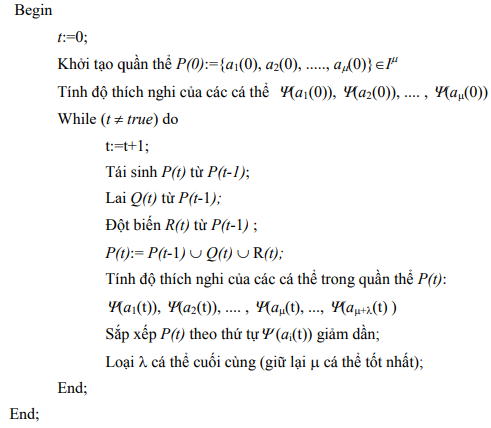 Begin
t:=0;
Khởi tạo quần thể P(0):={a₁(0), a₂(0), ....., aμ(0)}∈Iᵘ
Tính độ thích nghi của các cá thể Ψ(a₁(0)), Ψ(a₂(0)), .... , Ψ(aμ(0))
While (t ≠ true) do
t:=t+1;
Tái sinh P(t) từ P(t-1);
Lai Q(t) từ P(t-1);
Đột biến R(t) từ P(t-1) ;
P(t):= P(t-1) ∪ Q(t) ∪ R(t);
Tính độ thích nghi của các cá thể trong quần thể P(t):
Ψ(a₁(t)), Ψ(a₂(t)), .... , Ψ(aμ(t), ..., Ψ(aμ+λ(t) )
Sắp xếp P(t) theo thứ tự Ψ(aᵢ(t)) giảm dần;
Loại λ cá thể cuối cùng (giữ lại μ cá thể tốt nhất);
End;
End;